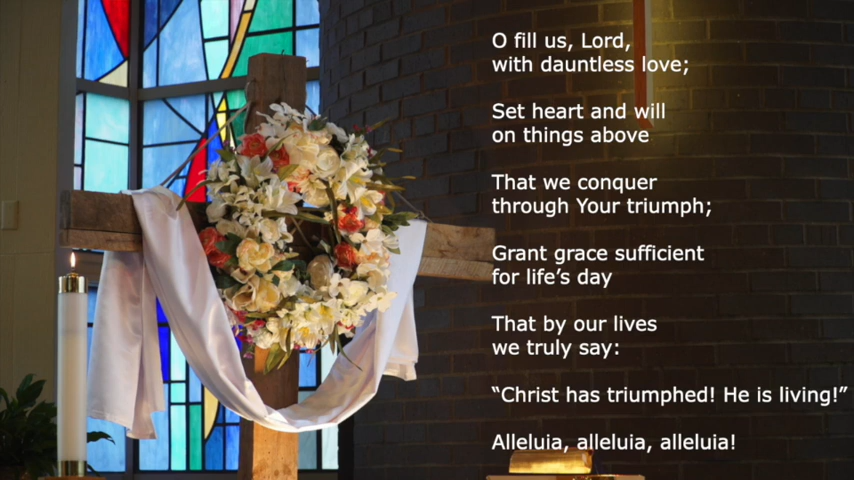 O fill us, Lord,
with dauntless love;
Set heart and will
on things above
That we conquer
through Your triumph;
Grant grace sufficient
for life’s day
That by our lives
we truly say:
“Christ has triumphed! He is living!”
Alleluia, alleluia, alleluia!